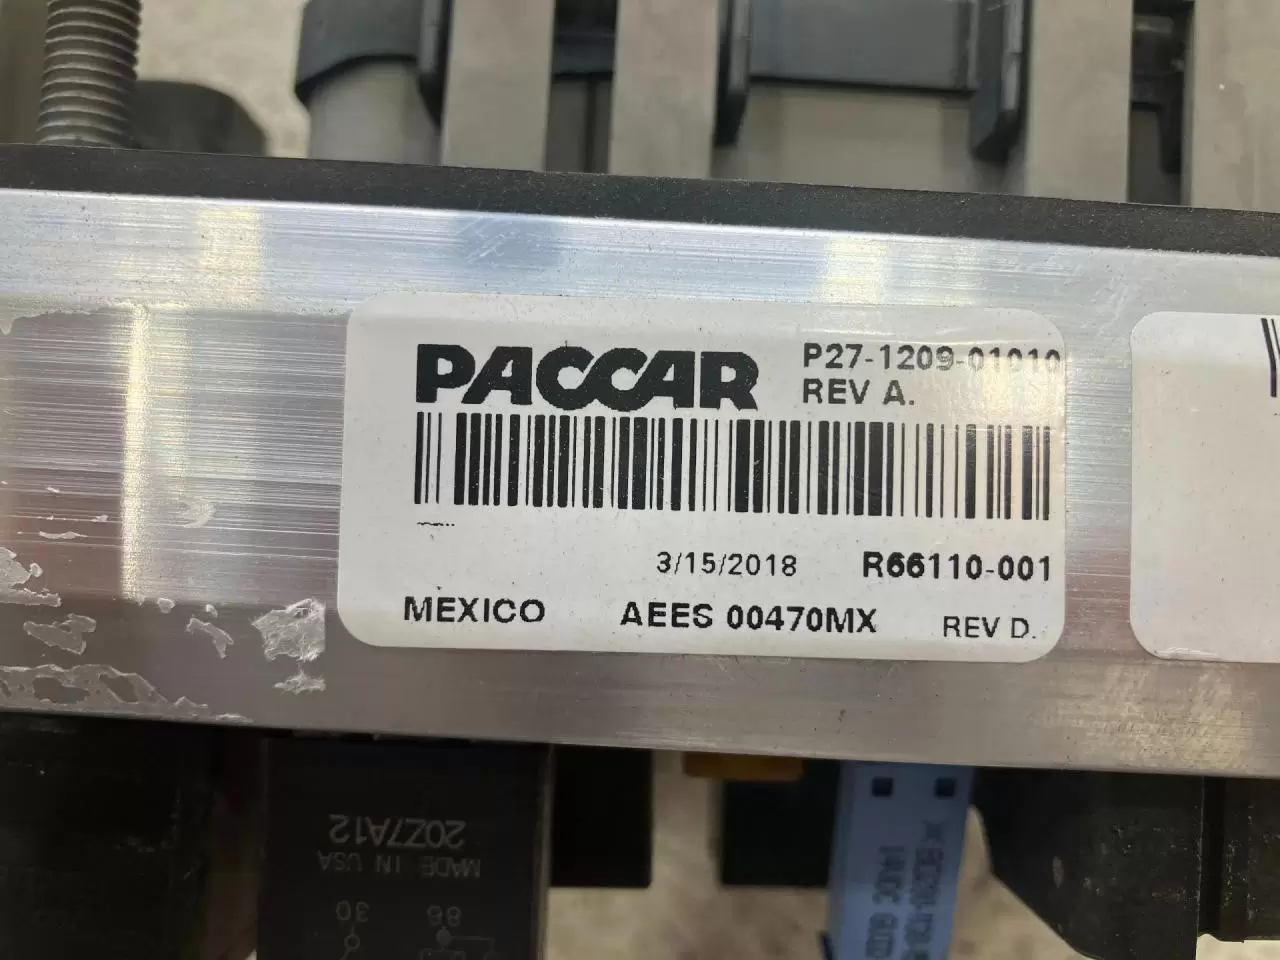 PACCAR
P27-1209-01010
REV A.
3/15/2018 R66110-001
MEXICO AEES 00470MX REV D.
20Z7A12
MADE IN USA
30 86